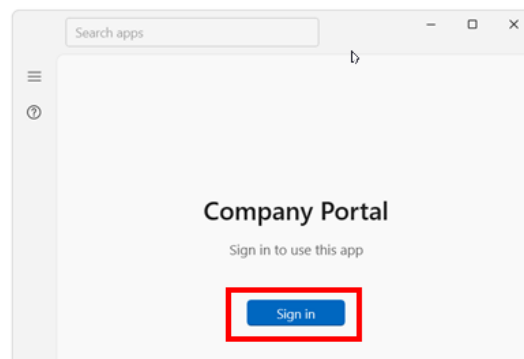 Search apps
Company Portal
Sign in to use this app
Sign in